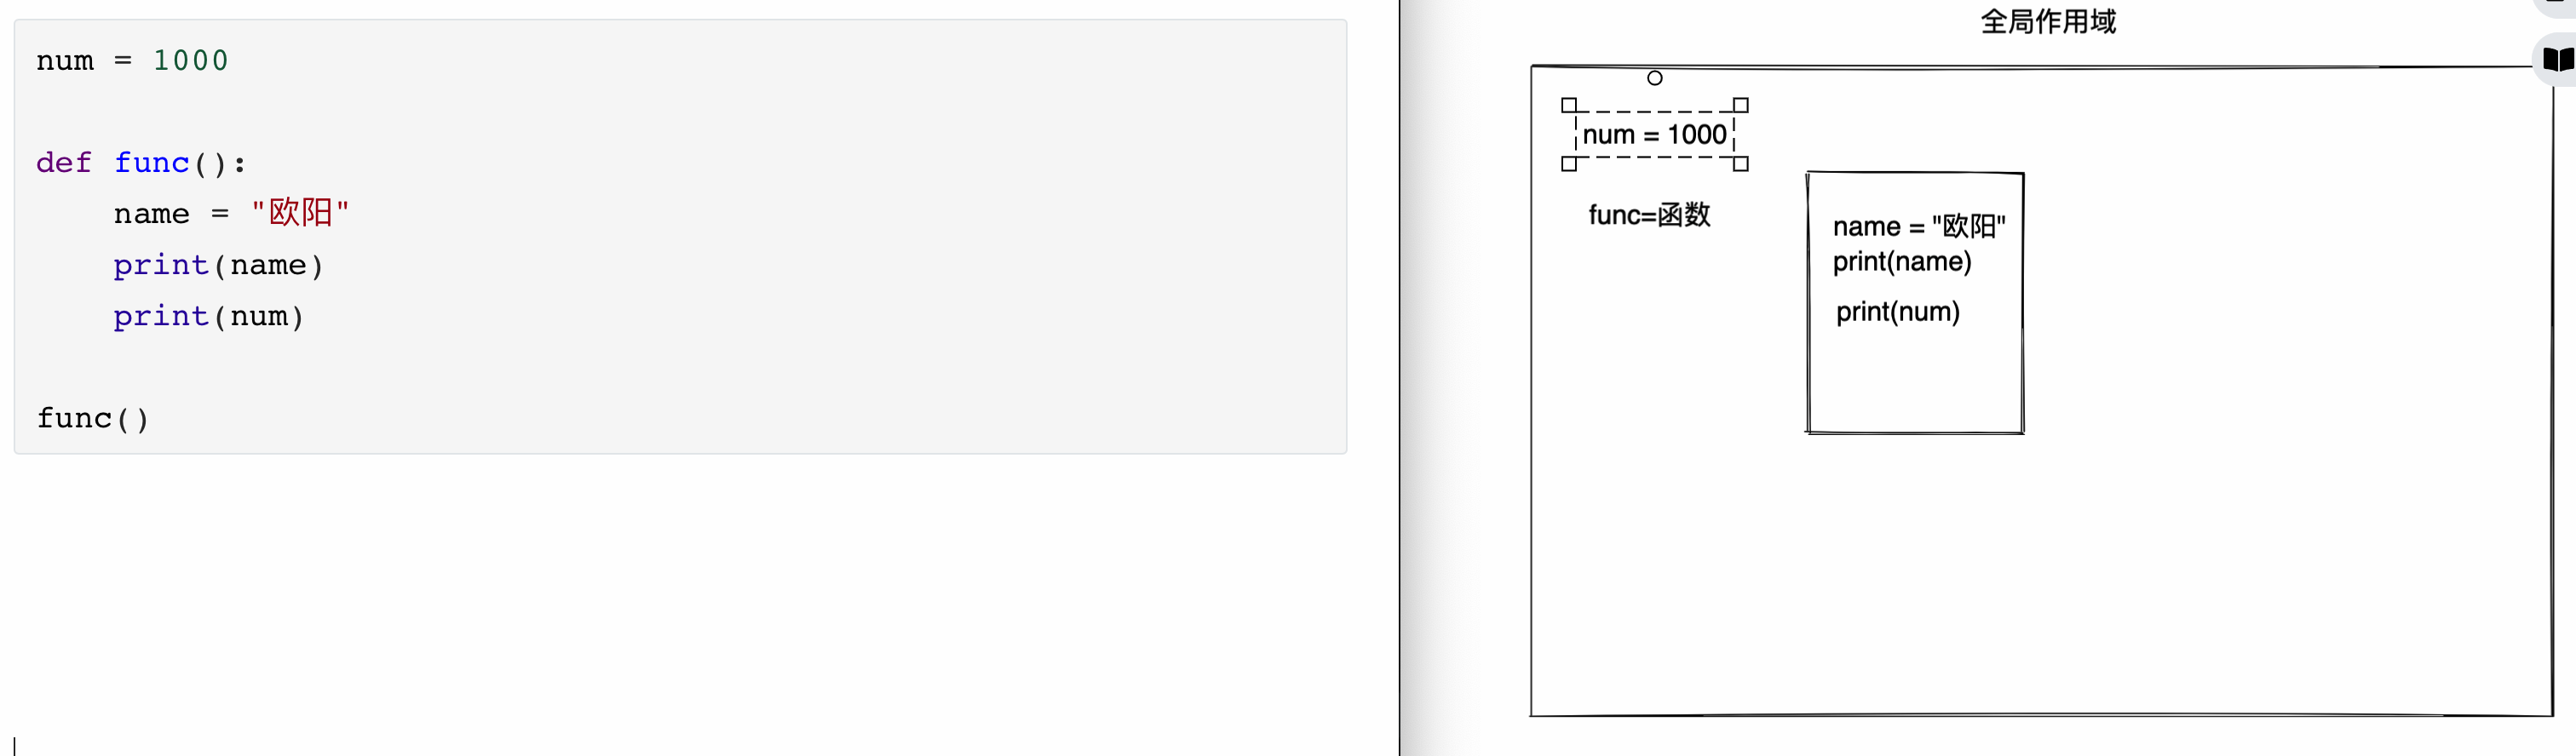 num = 1000
def func():
    name = "欧阳"
    print(name)
    print(num)
func()
全局作用域
num = 1000
func=函数
name = "欧阳"
print(name)
print(num)